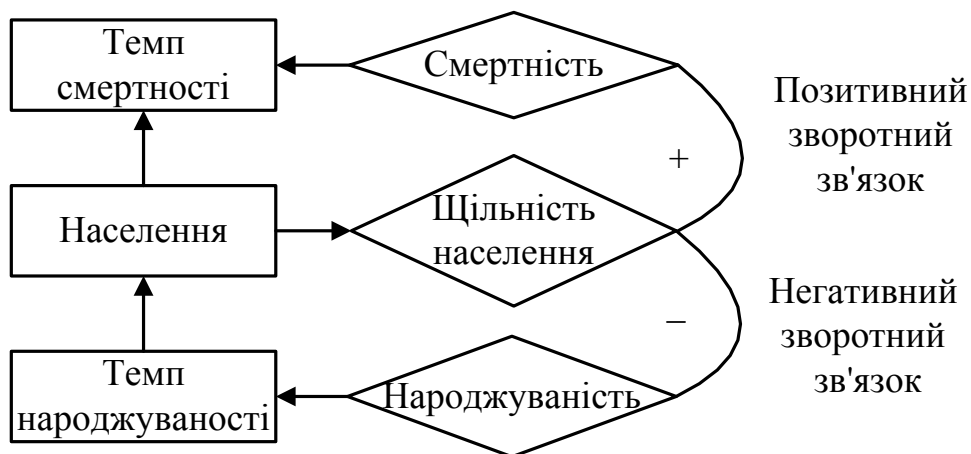 Темп
смертності
Смертність
Позитивний
зворотний
зв'язок
+
Населення
Щільність
населення
Негативний
зворотний
зв'язок
–
Темп
народжуваності
Народжуваність